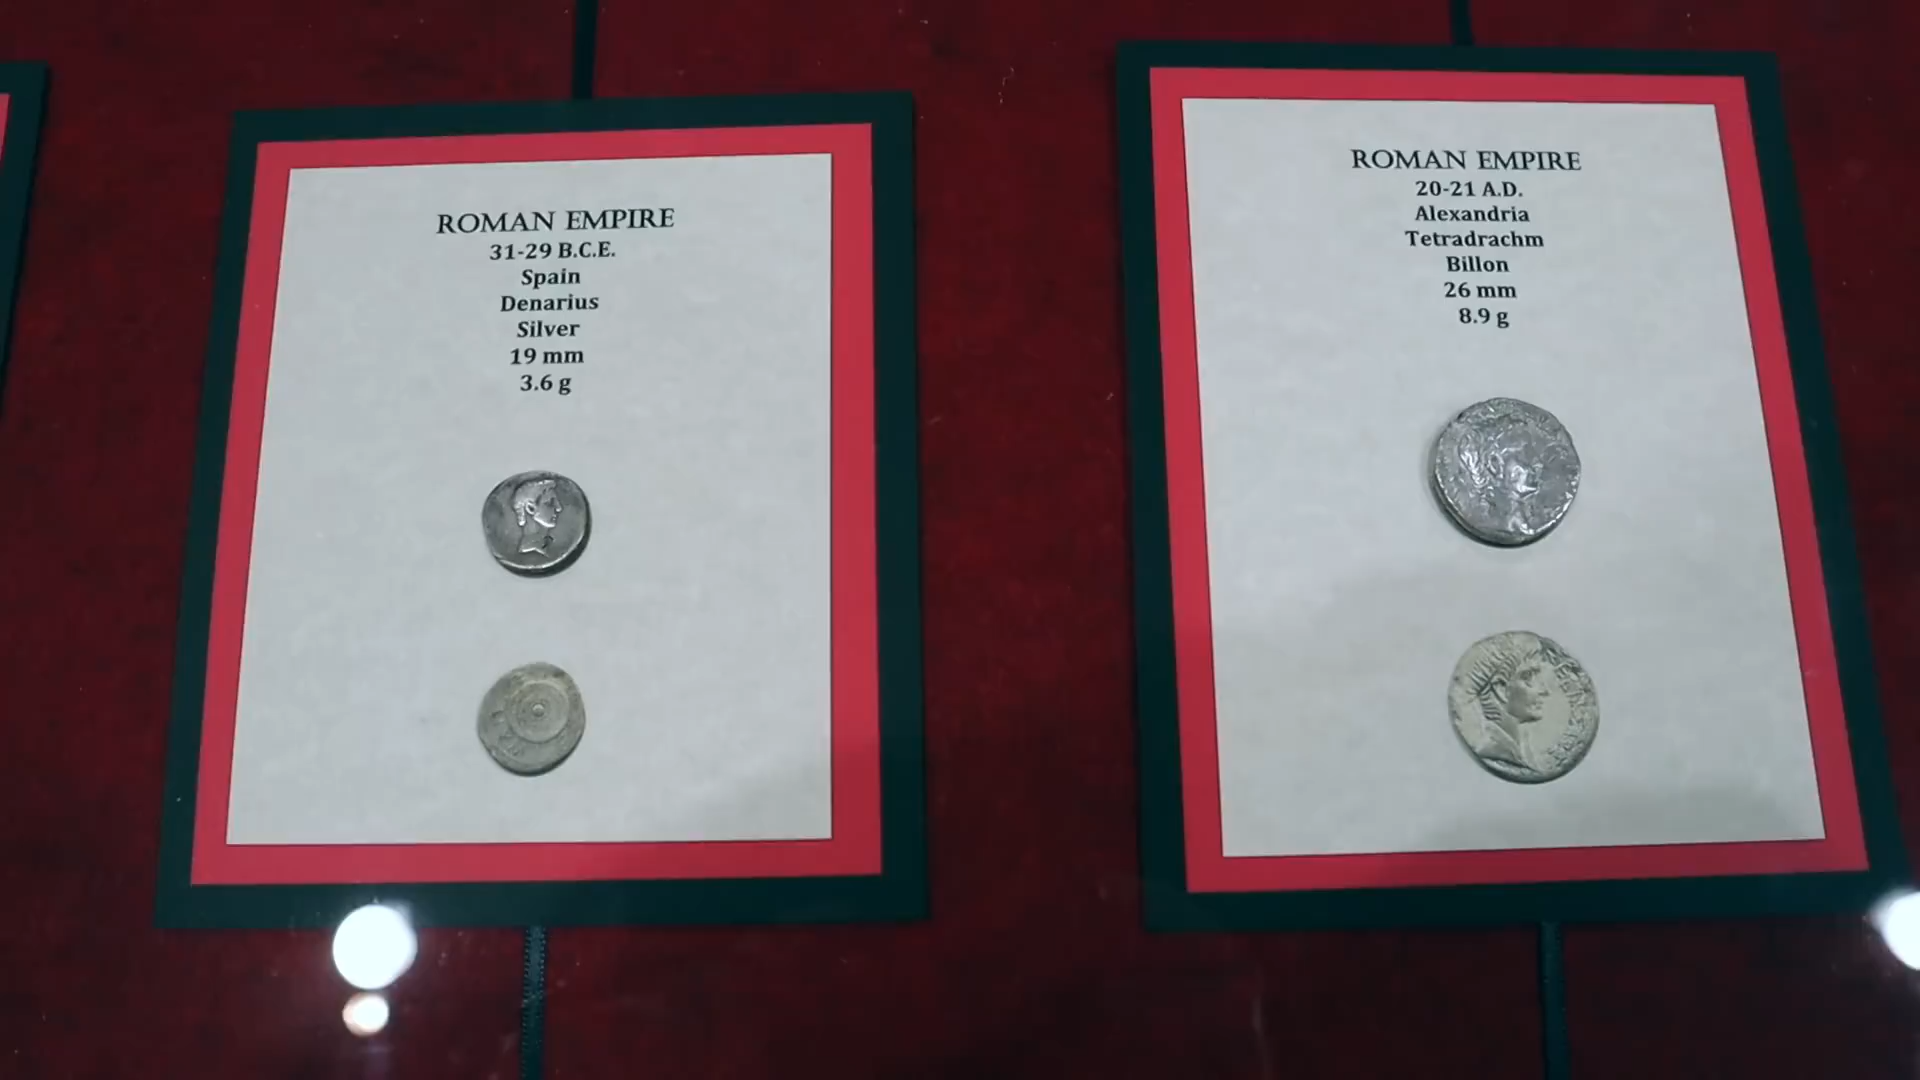 ROMAN EMPIRE
31-29 B.C.E.
Spain
Denarius
Silver
19 mm
3.6 g
ROMAN EMPIRE
20-21 A.D.
Alexandria
Tetradrachm
Billon
26 mm
8.9 g